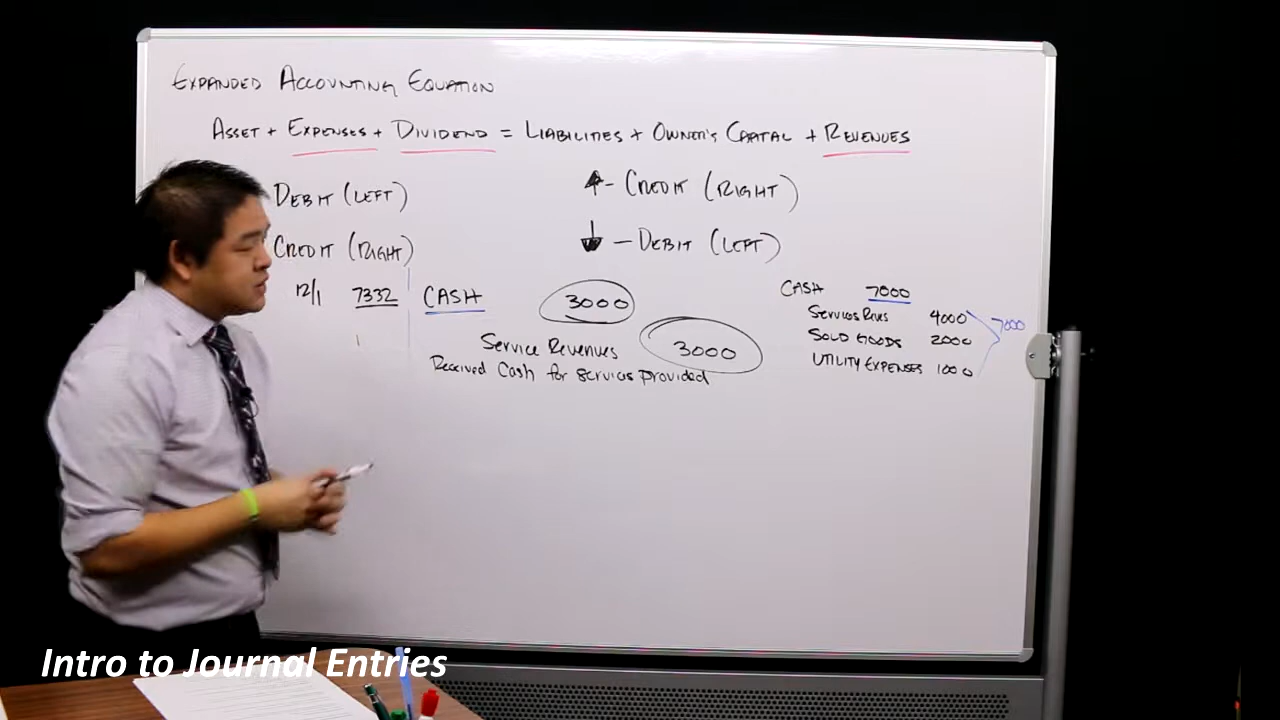 EXPANDED ACCOUNTING EQUATION
ASSET + EXPENSES + DIVIDEND = LIABILITIES + OWNER'S CAPITAL + REVENUES
DEBIT (LEFT)
CREDIT (RIGHT)
- CREDIT (RIGHT)
- DEBIT (LEFT)
12/1 7332 CASH 3000
Service Revenues 3000
Received Cash for services provided
CASH 7000
Services Revs 4000
SOLD GOODS 2000
UTILITY EXPENSES 1000
7000
Intro to Journal Entries